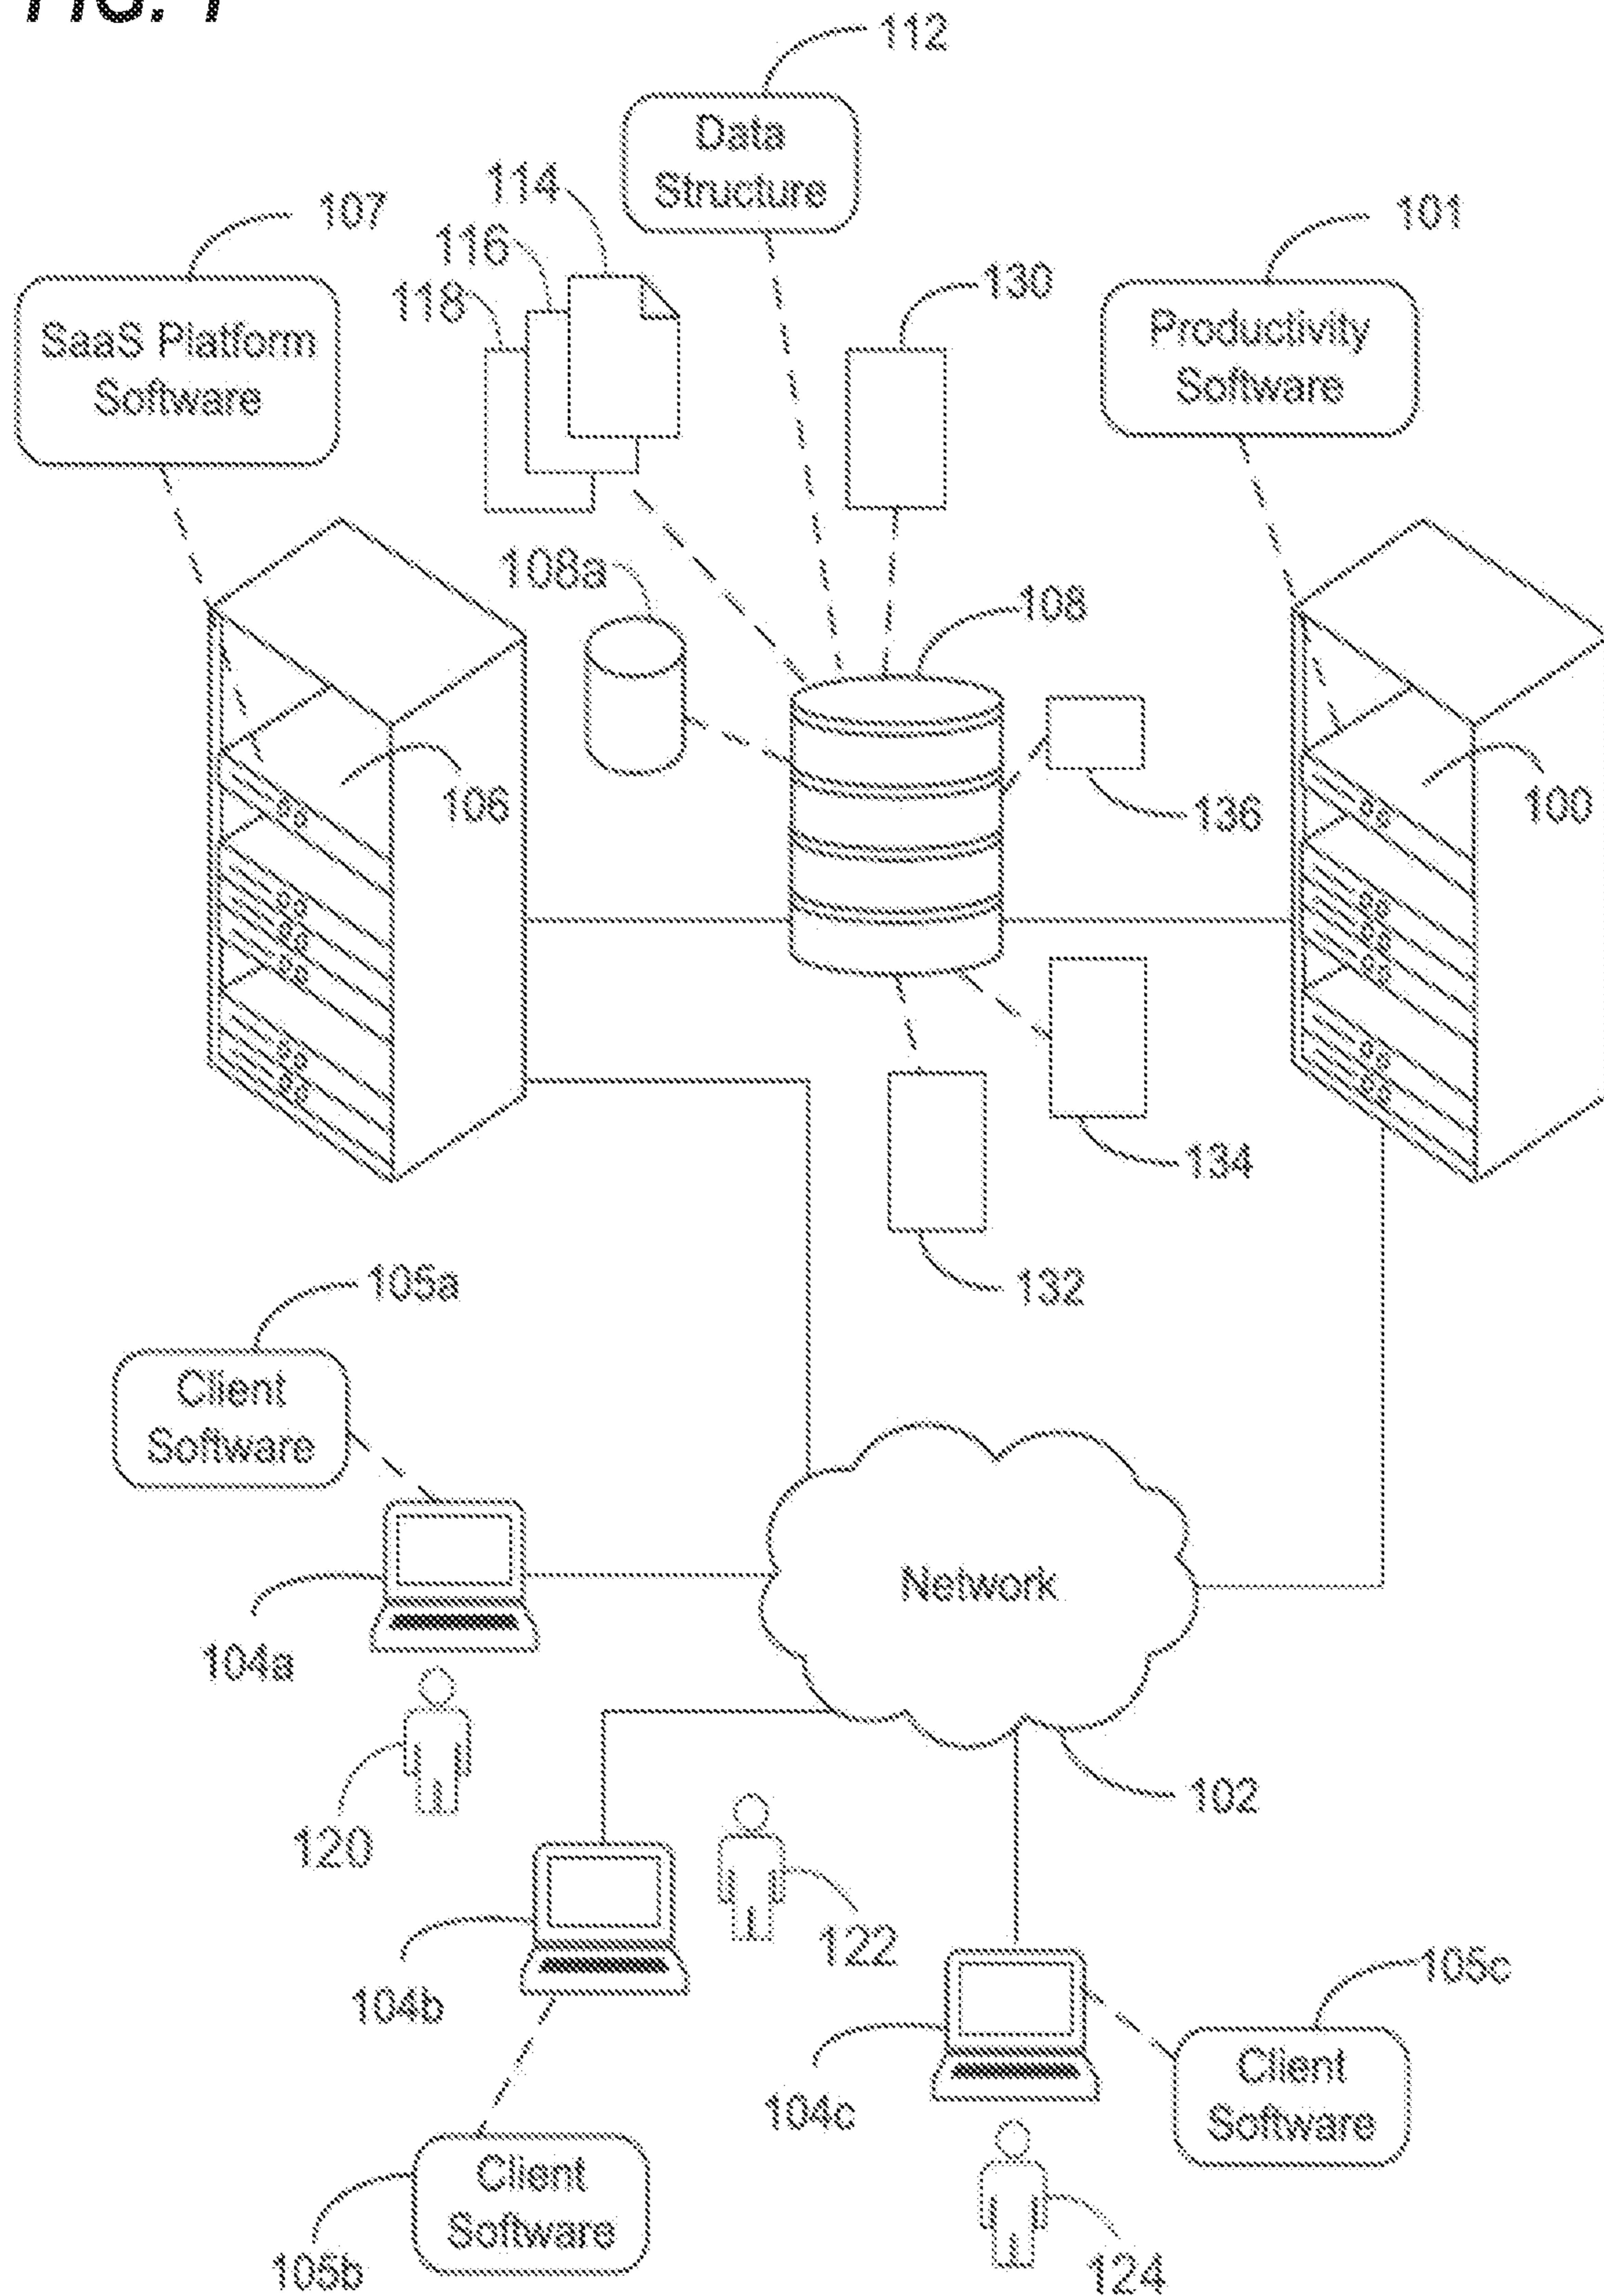 FIG. 1
112
Data
Structure
114
107
116
101
118
130
SaaS Platform
Software
Productivity
Software
108a
108
106
136
100
134
132
105a
Client
Software
Network
104a
102
120
122
105c
104b
Client
Software
104c
Client
Software
105b
124